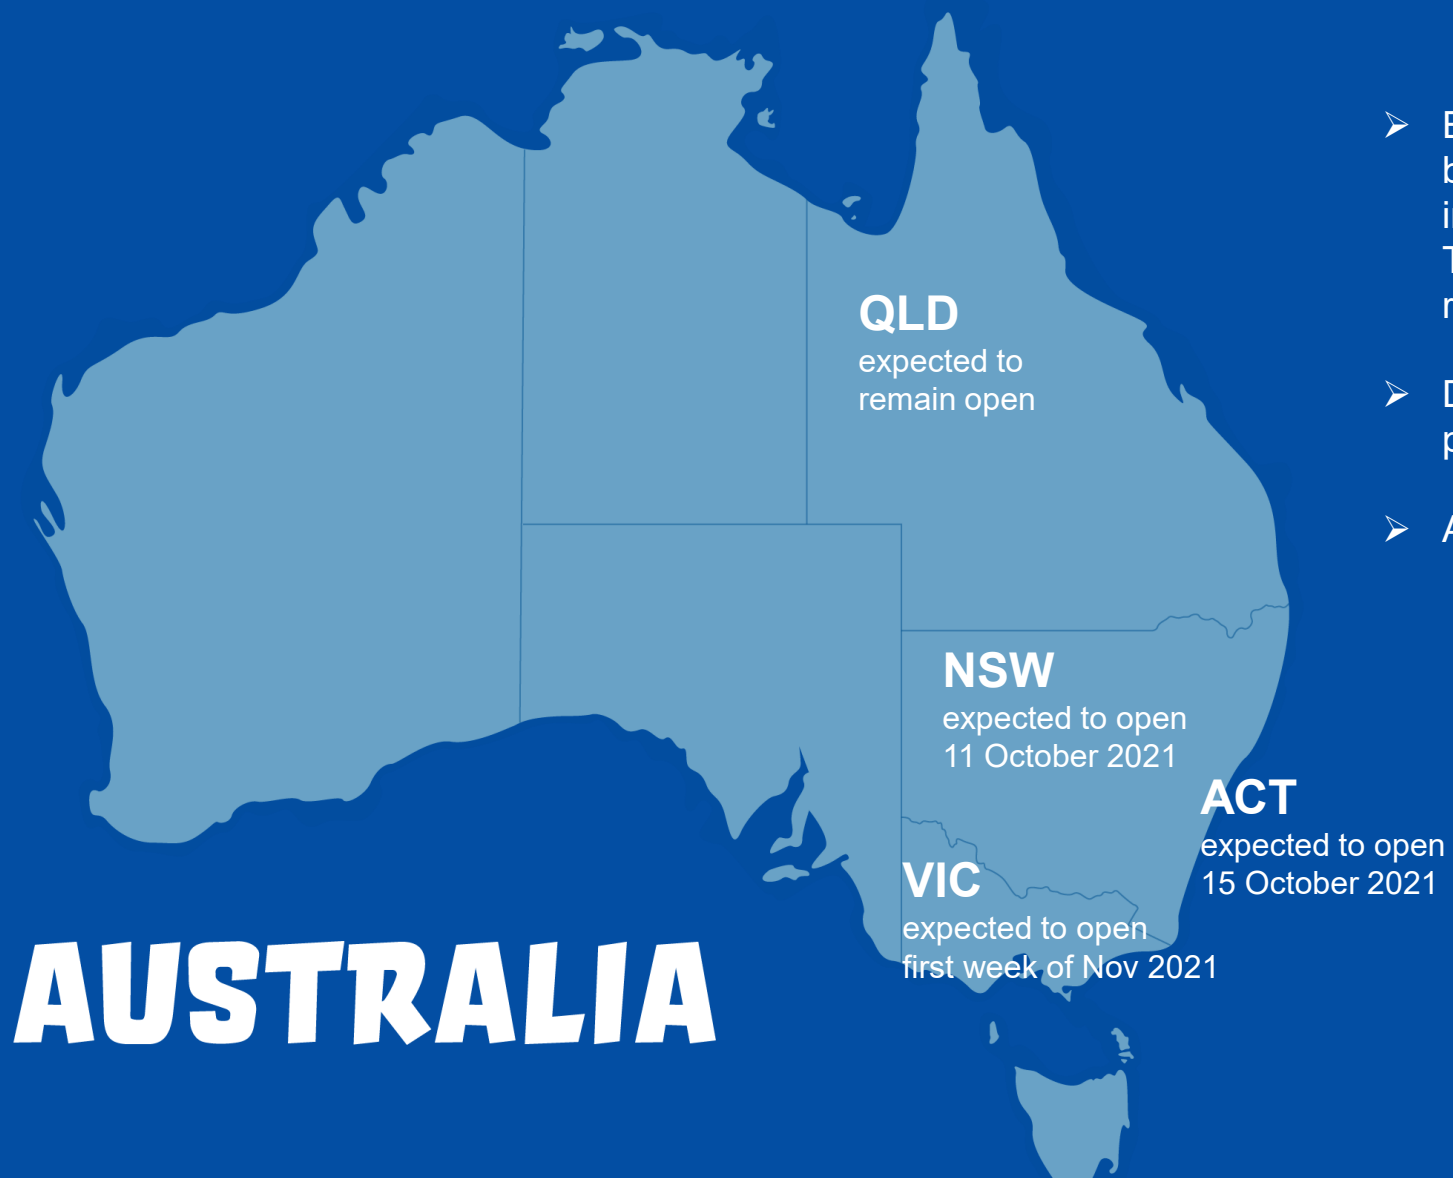 QLD
expected to
remain open
NSW
expected to open
11 October 2021
ACT
expected to open
15 October 2021
VIC
expected to open
first week of Nov 2021
AUSTRALIA